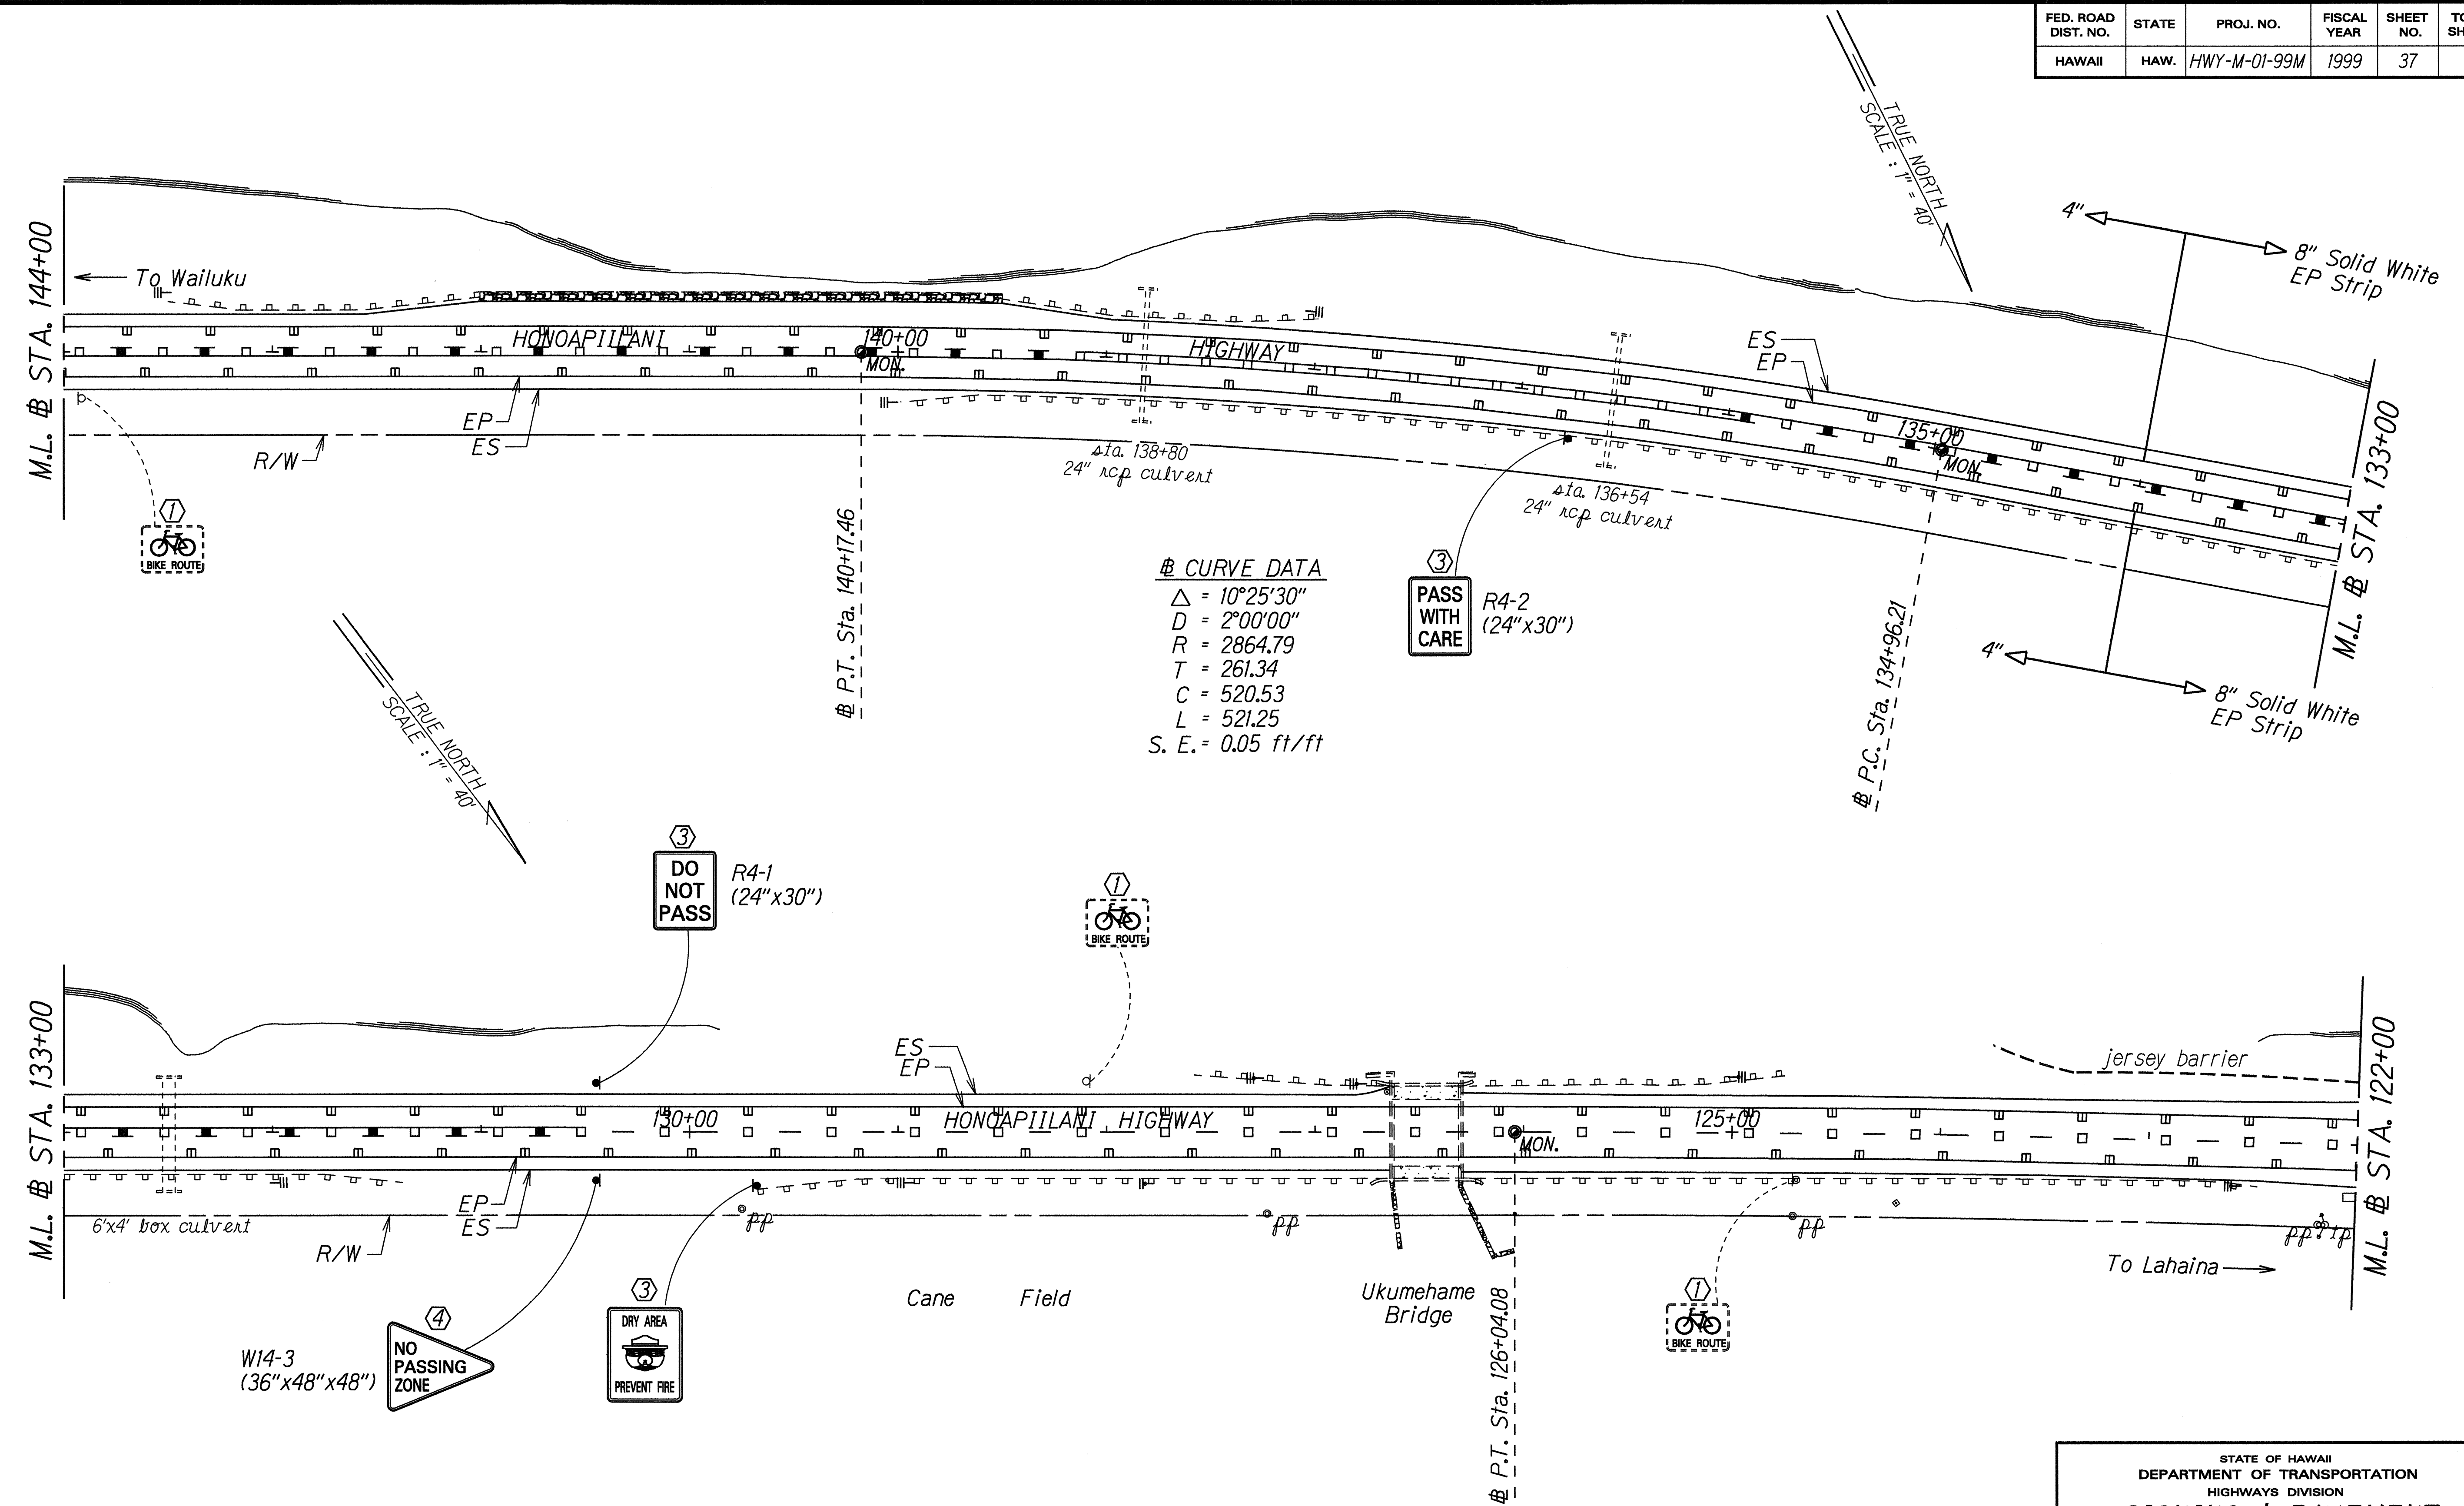 FED. ROAD DIST. NO. STATE PROJ. NO. FISCAL YEAR SHEET NO.
HAWAII HAW. HWY-M-01-99M 1999 37
TRUE NORTH
SCALE : 1" = 40'
M.L. B STA. 144+00
To Wailuku
HONOAPIILANI
140+00
MON.
HIGHWAY
ES
EP
135+00
MON.
4"
8" Solid White
EP Strip
M.L. B STA. 133+00
EP
ES
R/W
sta. 138+80
24" rcp culvert
sta. 136+54
24" rcp culvert
1
BIKE ROUTE
B P.T. Sta. 140+17.46
B CURVE DATA
△ = 10°25'30"
D = 2°00'00"
R = 2864.79
T = 261.34
C = 520.53
L = 521.25
S. E. = 0.05 ft/ft
3
PASS
WITH
CARE
R4-2
(24"x30")
B P.C. Sta. 134+96.21
4"
8" Solid White
EP Strip
TRUE NORTH
SCALE : 1" = 40'
3
DO
NOT
PASS
R4-1
(24"x30")
1
BIKE ROUTE
M.L. B STA. 133+00
ES
EP
130+00
HONOAPIILANI HIGHWAY
MON.
125+00
jersey barrier
M.L. B STA. 122+00
6'x4' box culvert
EP
ES
R/W
pp
pp
pp
pp
tp
To Lahaina
Cane Field
Ukumehame
Bridge
B P.T. Sta. 126+04.08
1
BIKE ROUTE
4
NO
PASSING
ZONE
W14-3
(36"x48"x48")
3
DRY AREA
PREVENT FIRE
STATE OF HAWAII
DEPARTMENT OF TRANSPORTATION
HIGHWAYS DIVISION